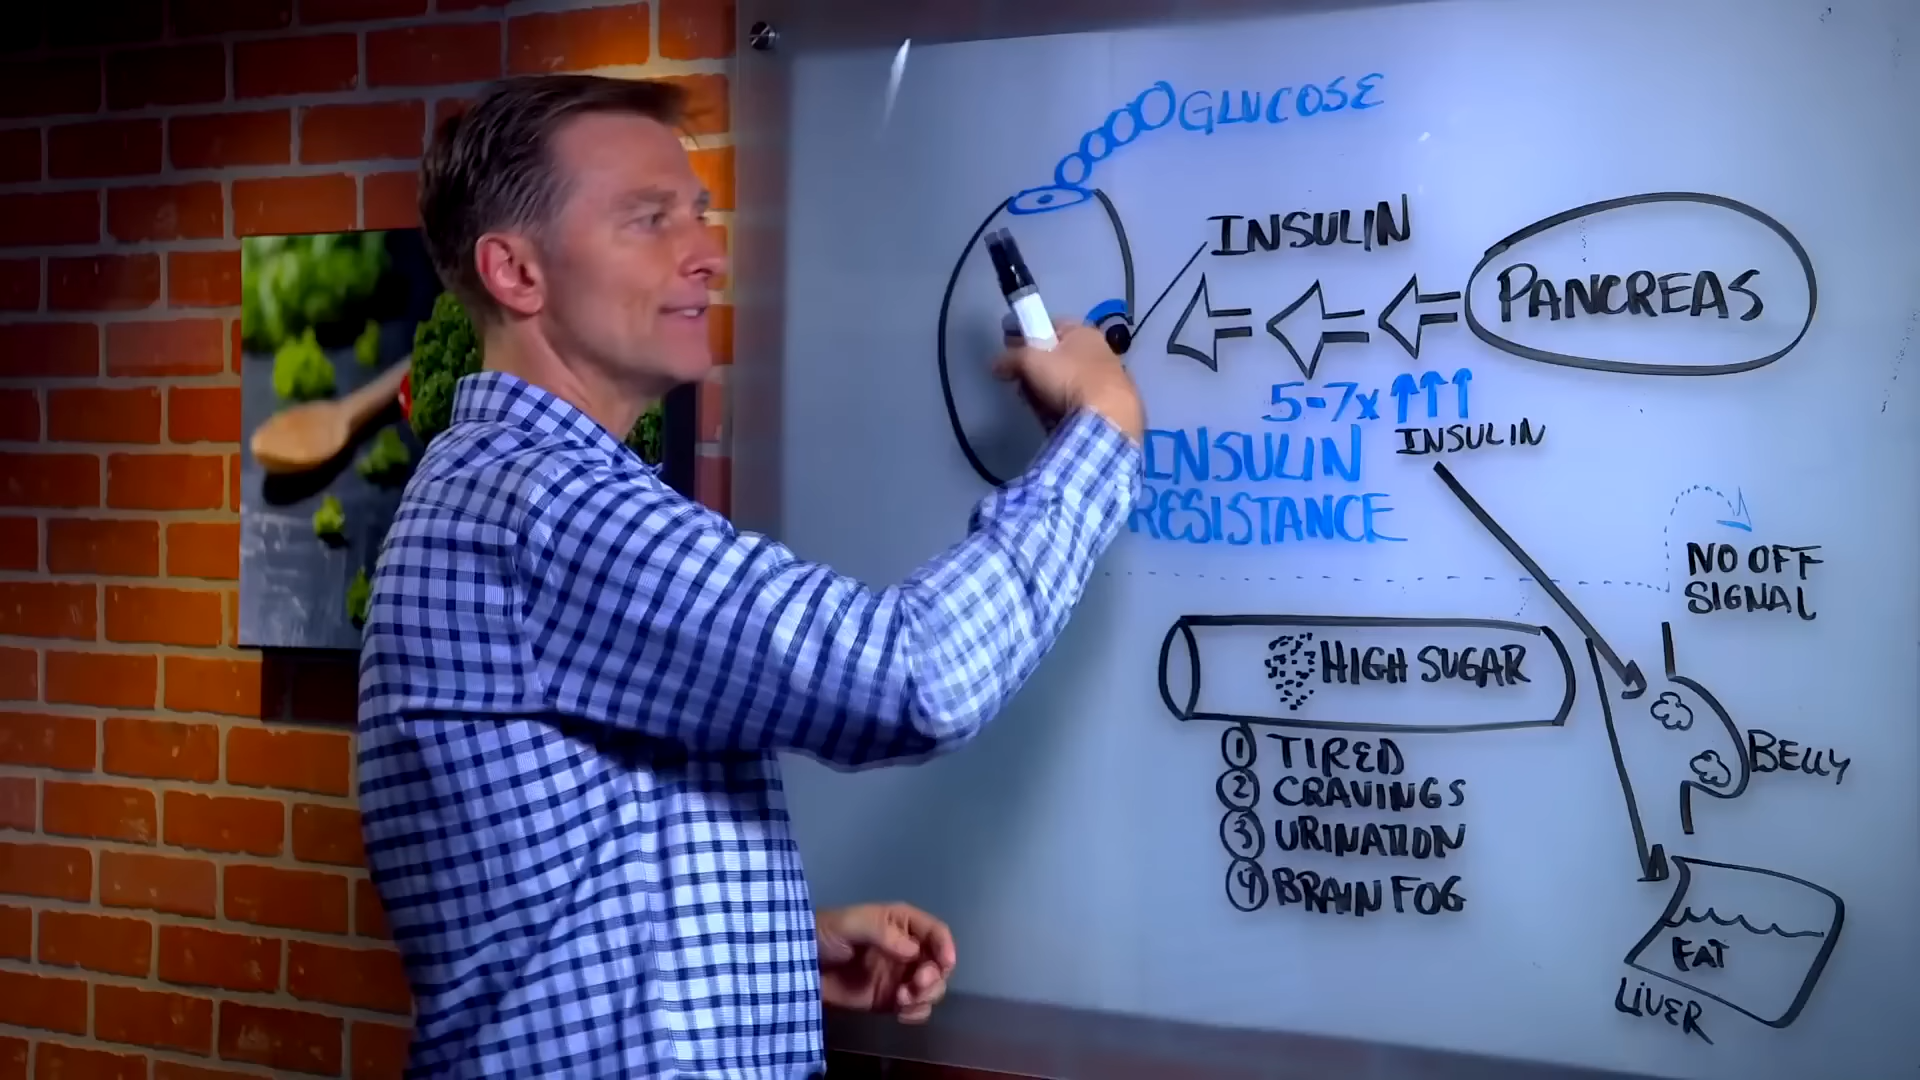 GLUCOSE
INSULIN
PANCREAS
5-7x ↑↑↑
INSULIN
INSULIN
RESISTANCE
NO OFF
SIGNAL
HIGH SUGAR
① TIRED
② CRAVINGS
③ URINATION
④ BRAIN FOG
BELLY
FAT
LIVER